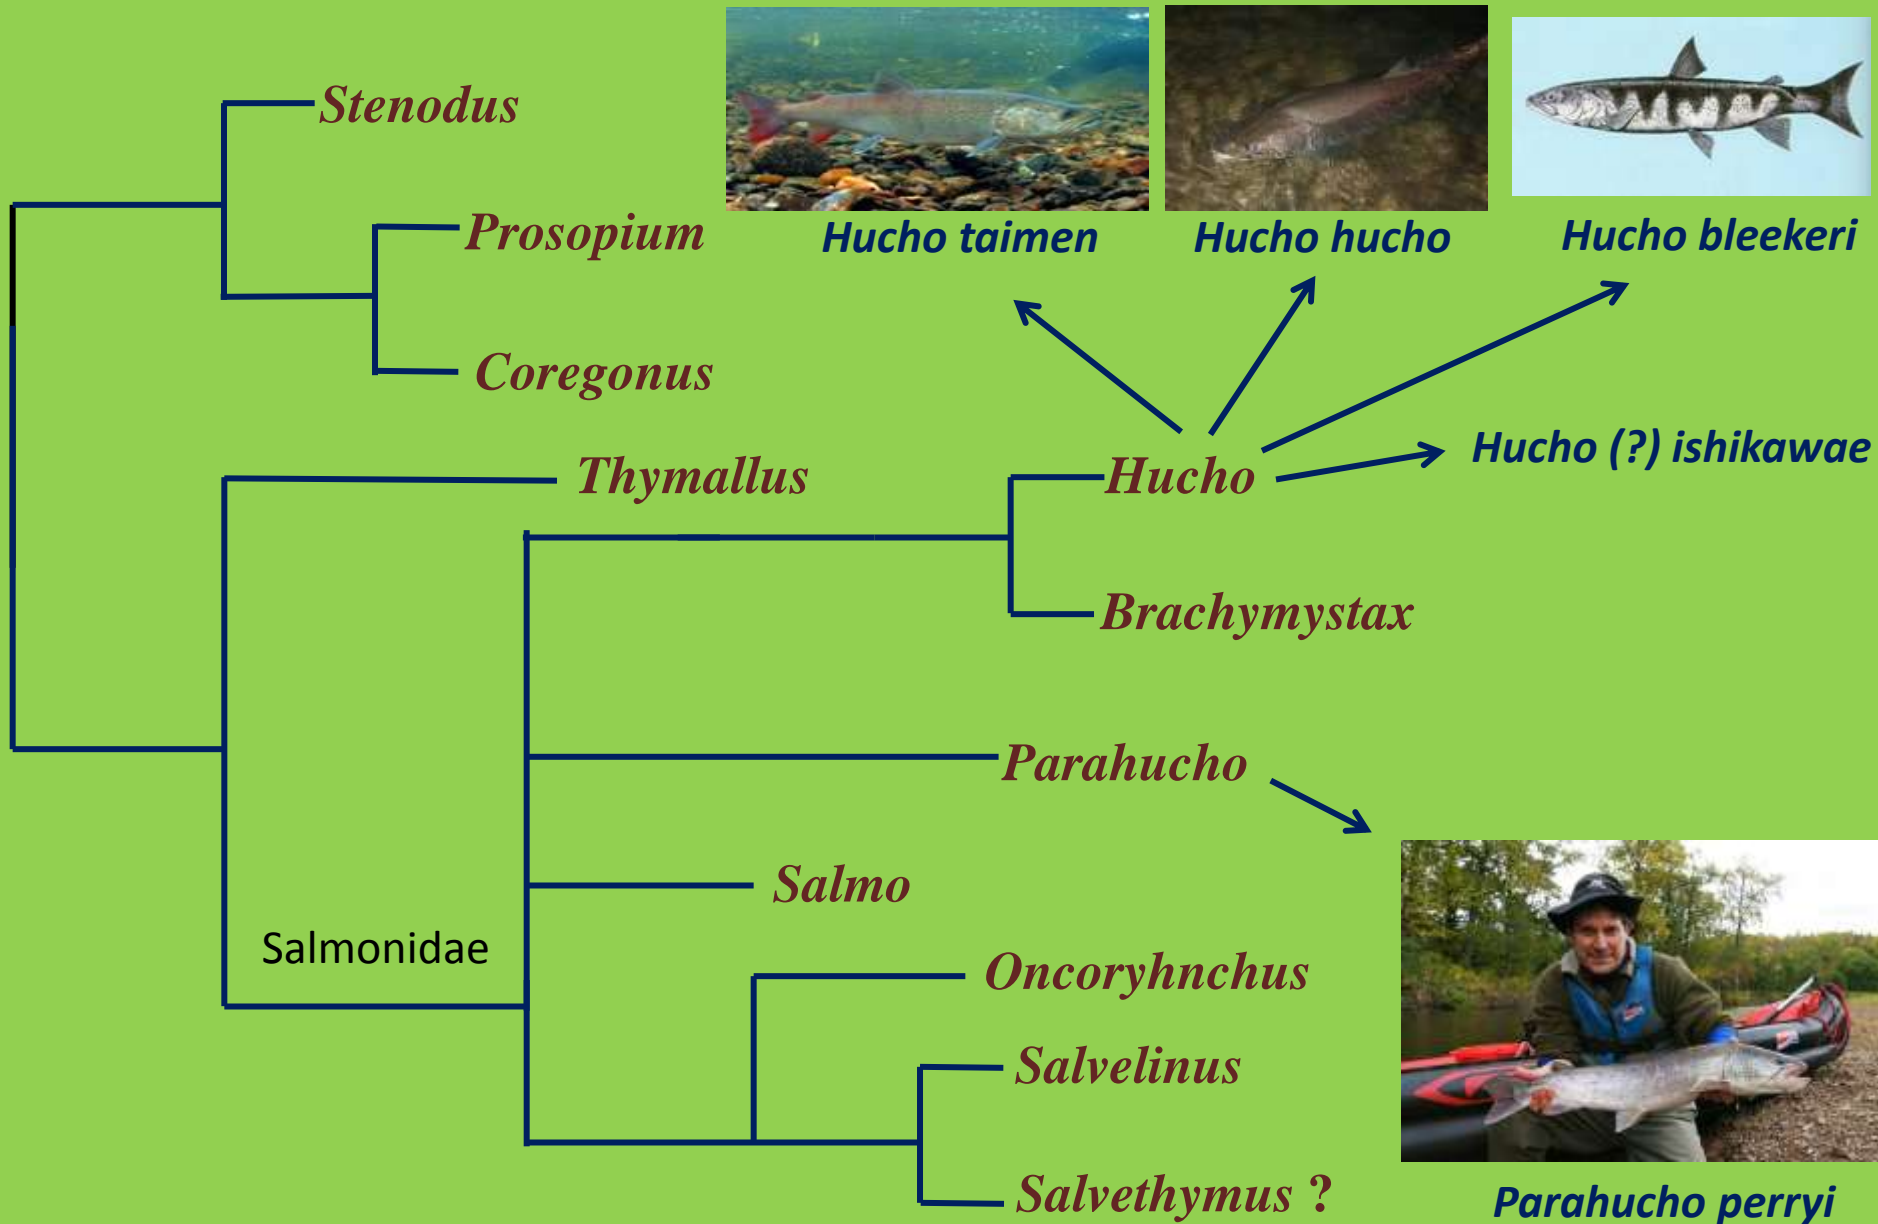 Stenodus
Prosopium
Coregonus
Thymallus
Hucho taimen
Hucho hucho
Hucho bleekeri
Hucho (?) ishikawae
Hucho
Brachymystax
Parahucho
Salmo
Salmonidae
Oncoryhnchus
Salvelinus
Salvethymus ?
Parahucho perryi